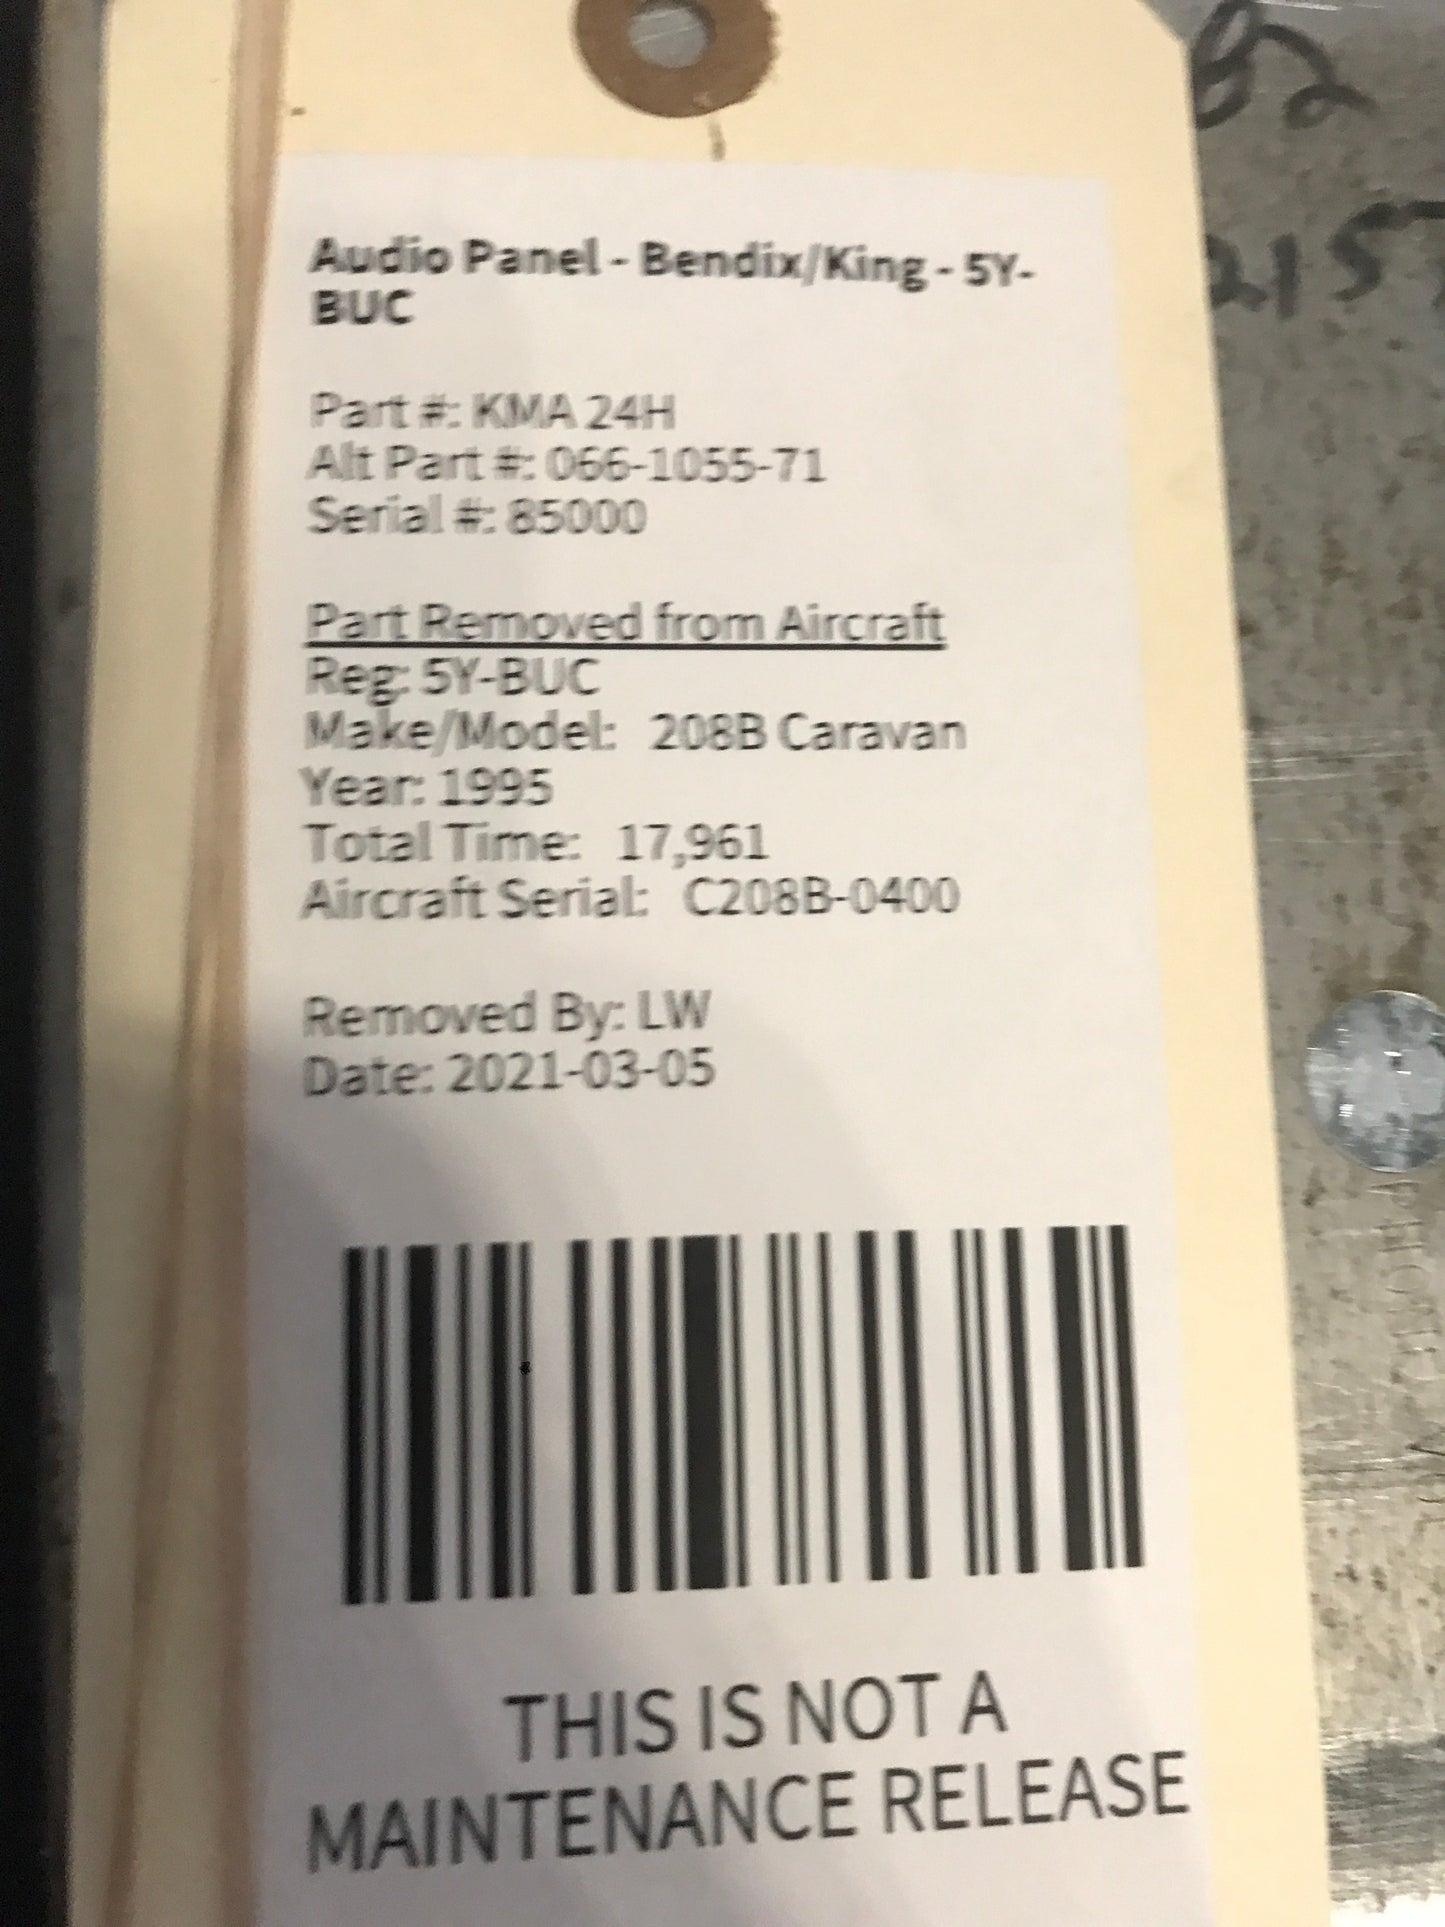 Audio Panel - Bendix/King - 5Y-
BUC
Part #: KMA 24H
Alt Part #: 066-1055-71
Serial #: 85000
Part Removed from Aircraft
Reg: 5Y-BUC
Make/Model: 208B Caravan
Year: 1995
Total Time: 17,961
Aircraft Serial: C208B-0400
Removed By: LW
Date: 2021-03-05
THIS IS NOT A
MAINTENANCE RELEASE